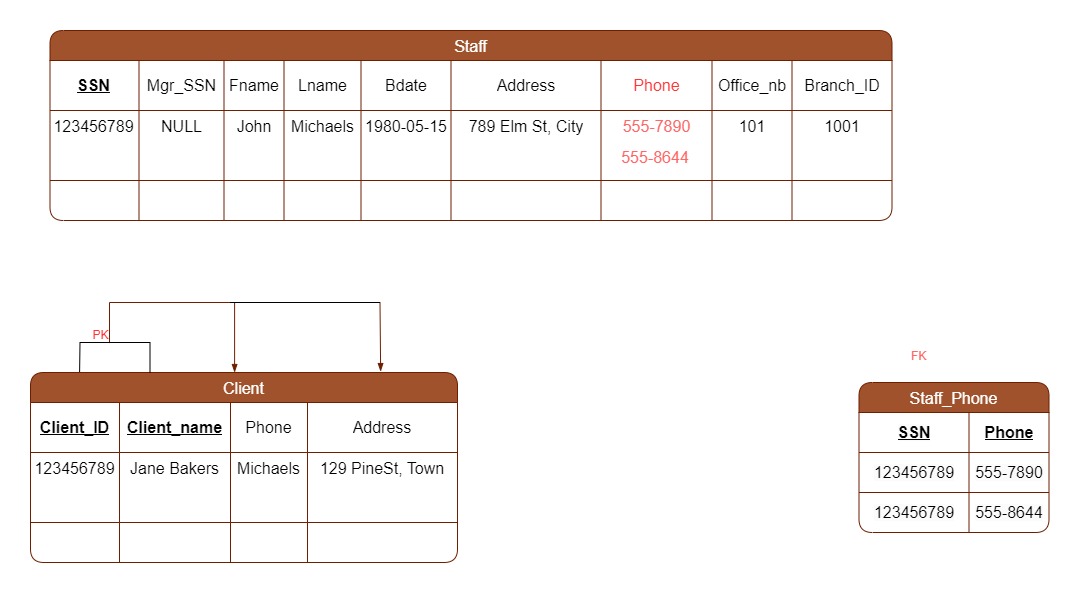 Staff
SSN Mgr_SSN Fname Lname Bdate Address Phone Office_nb Branch_ID
123456789 NULL John Michaels 1980-05-15 789 Elm St, City 555-7890 101 1001
555-8644
PK
Client
Client_ID Client_name Phone Address
123456789 Jane Bakers Michaels 129 PineSt, Town
FK
Staff_Phone
SSN Phone
123456789 555-7890
123456789 555-8644